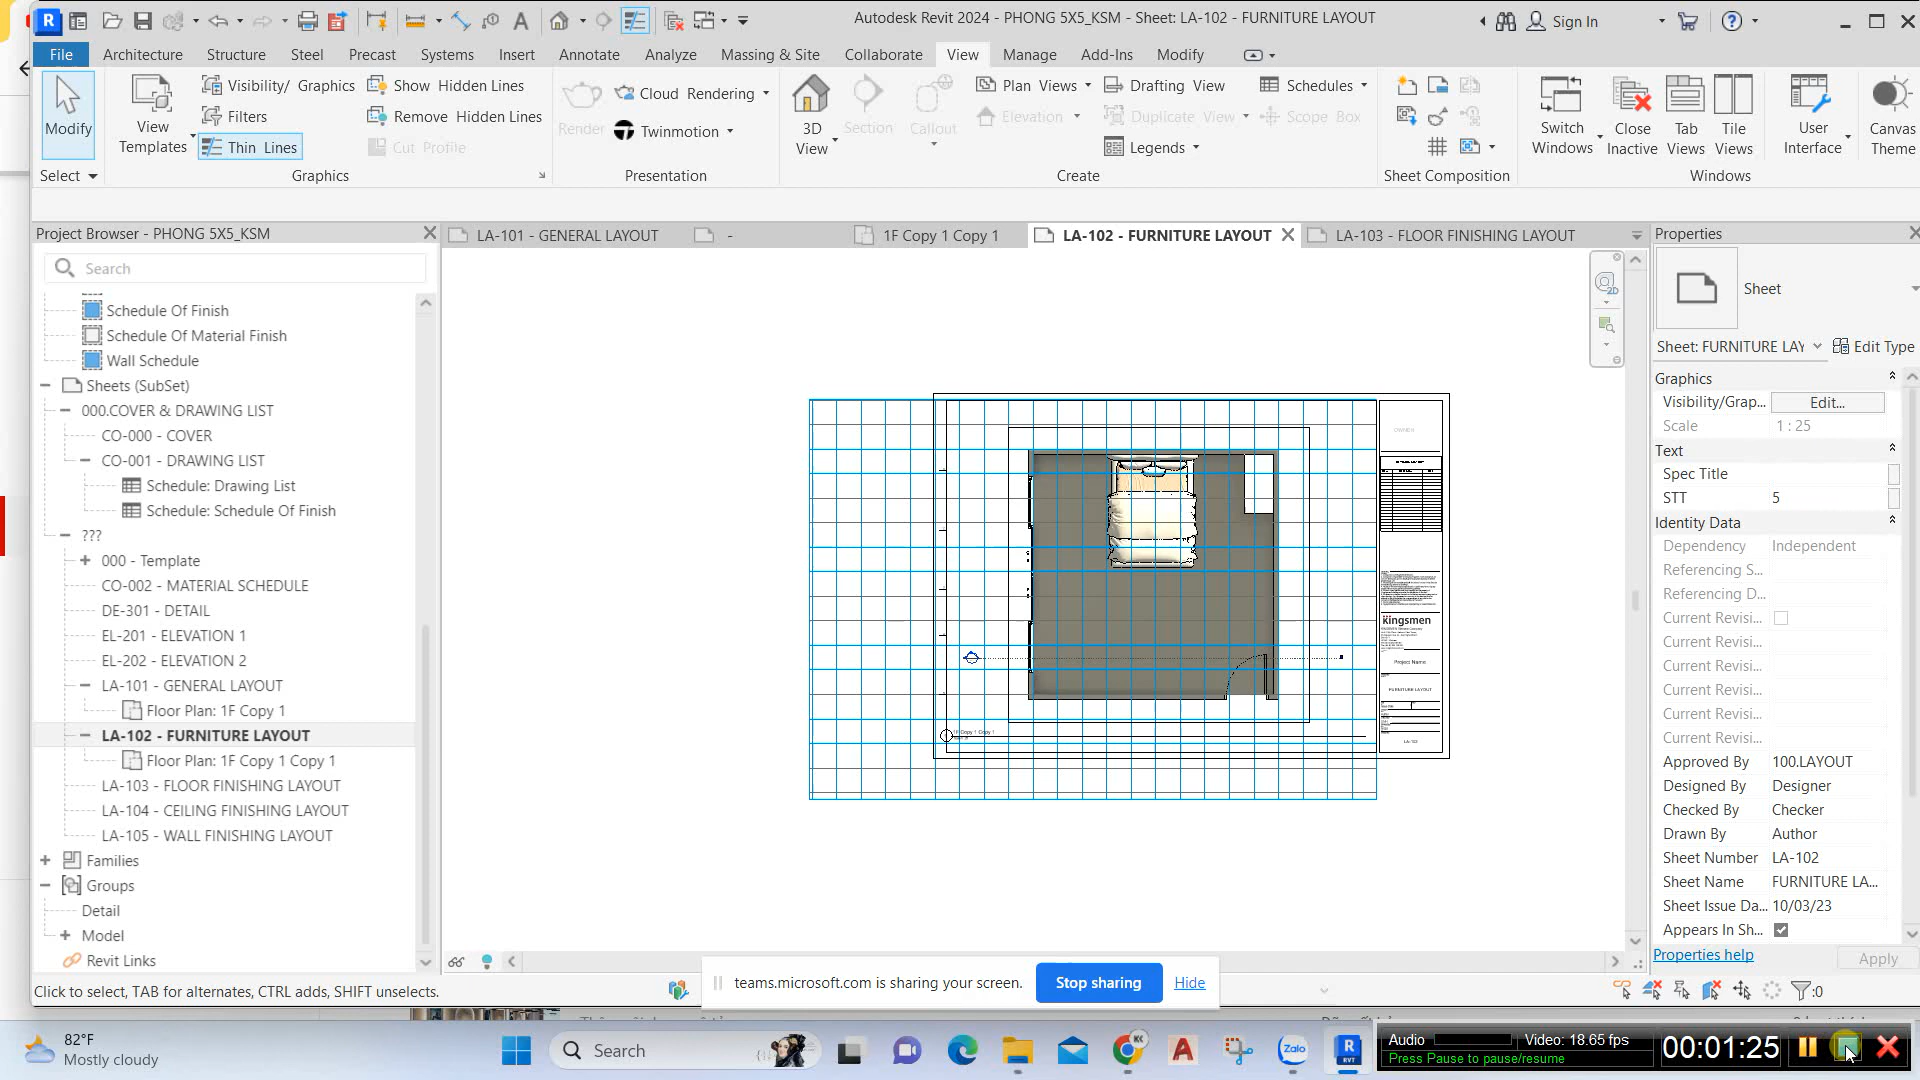 Autodesk Revit 2024 - PHONG 5X5_KSM - Sheet: LA-102 - FURNITURE LAYOUT
Sign In
File
Architecture
Structure
Steel
Precast
Systems
Insert
Annotate
Analyze
Massing & Site
Collaborate
View
Manage
Add-Ins
Modify
Modify
Select
View Templates
Visibility/ Graphics
Filters
Thin Lines
Show Hidden Lines
Remove Hidden Lines
Cut Profile
Graphics
Render
Cloud Rendering
Twinmotion
Presentation
3D View
Section
Callout
Plan Views
Elevation
Drafting View
Duplicate View
Legends
Schedules
Scope Box
Create
Sheet Composition
Switch Windows
Close Inactive
Tab Views
Tile Views
User Interface
Canvas Theme
Windows
Project Browser - PHONG 5X5_KSM
Search
Schedule Of Finish
Schedule Of Material Finish
Wall Schedule
Sheets (SubSet)
000.COVER & DRAWING LIST
CO-000 - COVER
CO-001 - DRAWING LIST
Schedule: Drawing List
Schedule: Schedule Of Finish
???
000 - Template
CO-002 - MATERIAL SCHEDULE
DE-301 - DETAIL
EL-201 - ELEVATION 1
EL-202 - ELEVATION 2
LA-101 - GENERAL LAYOUT
Floor Plan: 1F Copy 1
LA-102 - FURNITURE LAYOUT
Floor Plan: 1F Copy 1 Copy 1
LA-103 - FLOOR FINISHING LAYOUT
LA-104 - CEILING FINISHING LAYOUT
LA-105 - WALL FINISHING LAYOUT
Families
Groups
Detail
Model
Revit Links
LA-101 - GENERAL LAYOUT
-
1F Copy 1 Copy 1
LA-102 - FURNITURE LAYOUT
LA-103 - FLOOR FINISHING LAYOUT
OWNER
Kingsmen
Project Name
FURNITURE LAYOUT
1F Copy 1 Copy 1
Properties
Sheet
Sheet: FURNITURE LAY
Edit Type
Graphics
Visibility/Grap... Edit...
Scale 1 : 25
Text
Spec Title
STT 5
Identity Data
Dependency Independent
Referencing S...
Referencing D...
Current Revisi...
Current Revisi...
Current Revisi...
Current Revisi...
Current Revisi...
Current Revisi...
Approved By 100.LAYOUT
Designed By Designer
Checked By Checker
Drawn By Author
Sheet Number LA-102
Sheet Name FURNITURE LA...
Sheet Issue Da... 10/03/23
Appears In Sh...
Properties help
Apply
Click to select, TAB for alternates, CTRL adds, SHIFT unselects.
teams.microsoft.com is sharing your screen.
Stop sharing
Hide
:0
82°F
Mostly cloudy
Search
KC
Zalo
R
RVT
Audio
Video: 18.65 fps
Press Pause to pause/resume
00:01:25